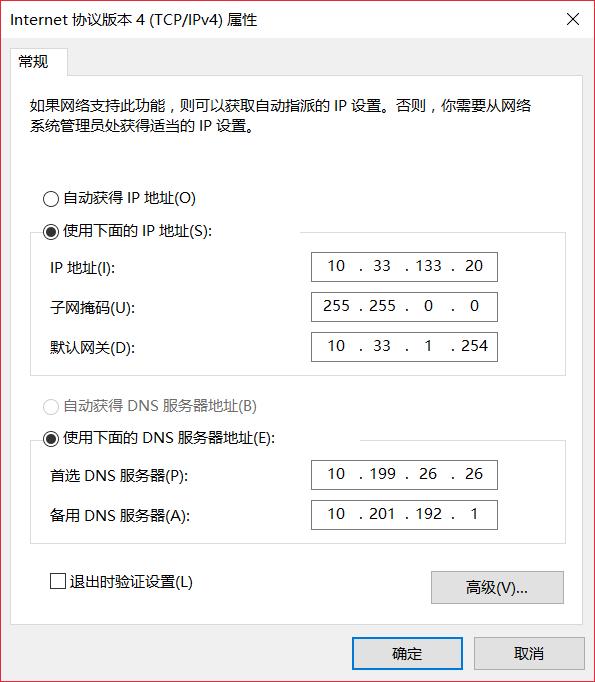 Internet 协议版本 4 (TCP/IPv4) 属性
常规
如果网络支持此功能，则可以获取自动指派的 IP 设置。否则，你需要从网络
系统管理员处获得适当的 IP 设置。
自动获得 IP 地址(O)
使用下面的 IP 地址(S):
IP 地址(I): 10 . 33 . 133 . 20
子网掩码(U): 255 . 255 . 0 . 0
默认网关(D): 10 . 33 . 1 . 254
自动获得 DNS 服务器地址(B)
使用下面的 DNS 服务器地址(E):
首选 DNS 服务器(P): 10 . 199 . 26 . 26
备用 DNS 服务器(A): 10 . 201 . 192 . 1
退出时验证设置(L)
高级(V)...
确定 取消